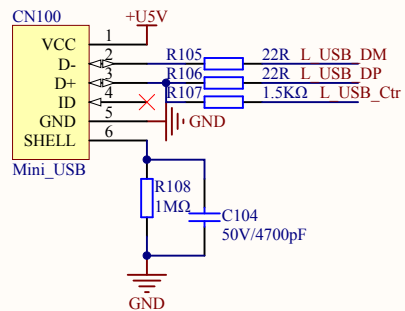 CN100
+U5V
VCC 1
D- 2 R105 22R L_USB_DM
D+ 3 R106 22R L_USB_DP
ID 4 R107 1.5KΩ L_USB_Ctr
GND 5 GND
SHELL 6
Mini_USB
R108
1MΩ
C104
50V/4700pF
GND